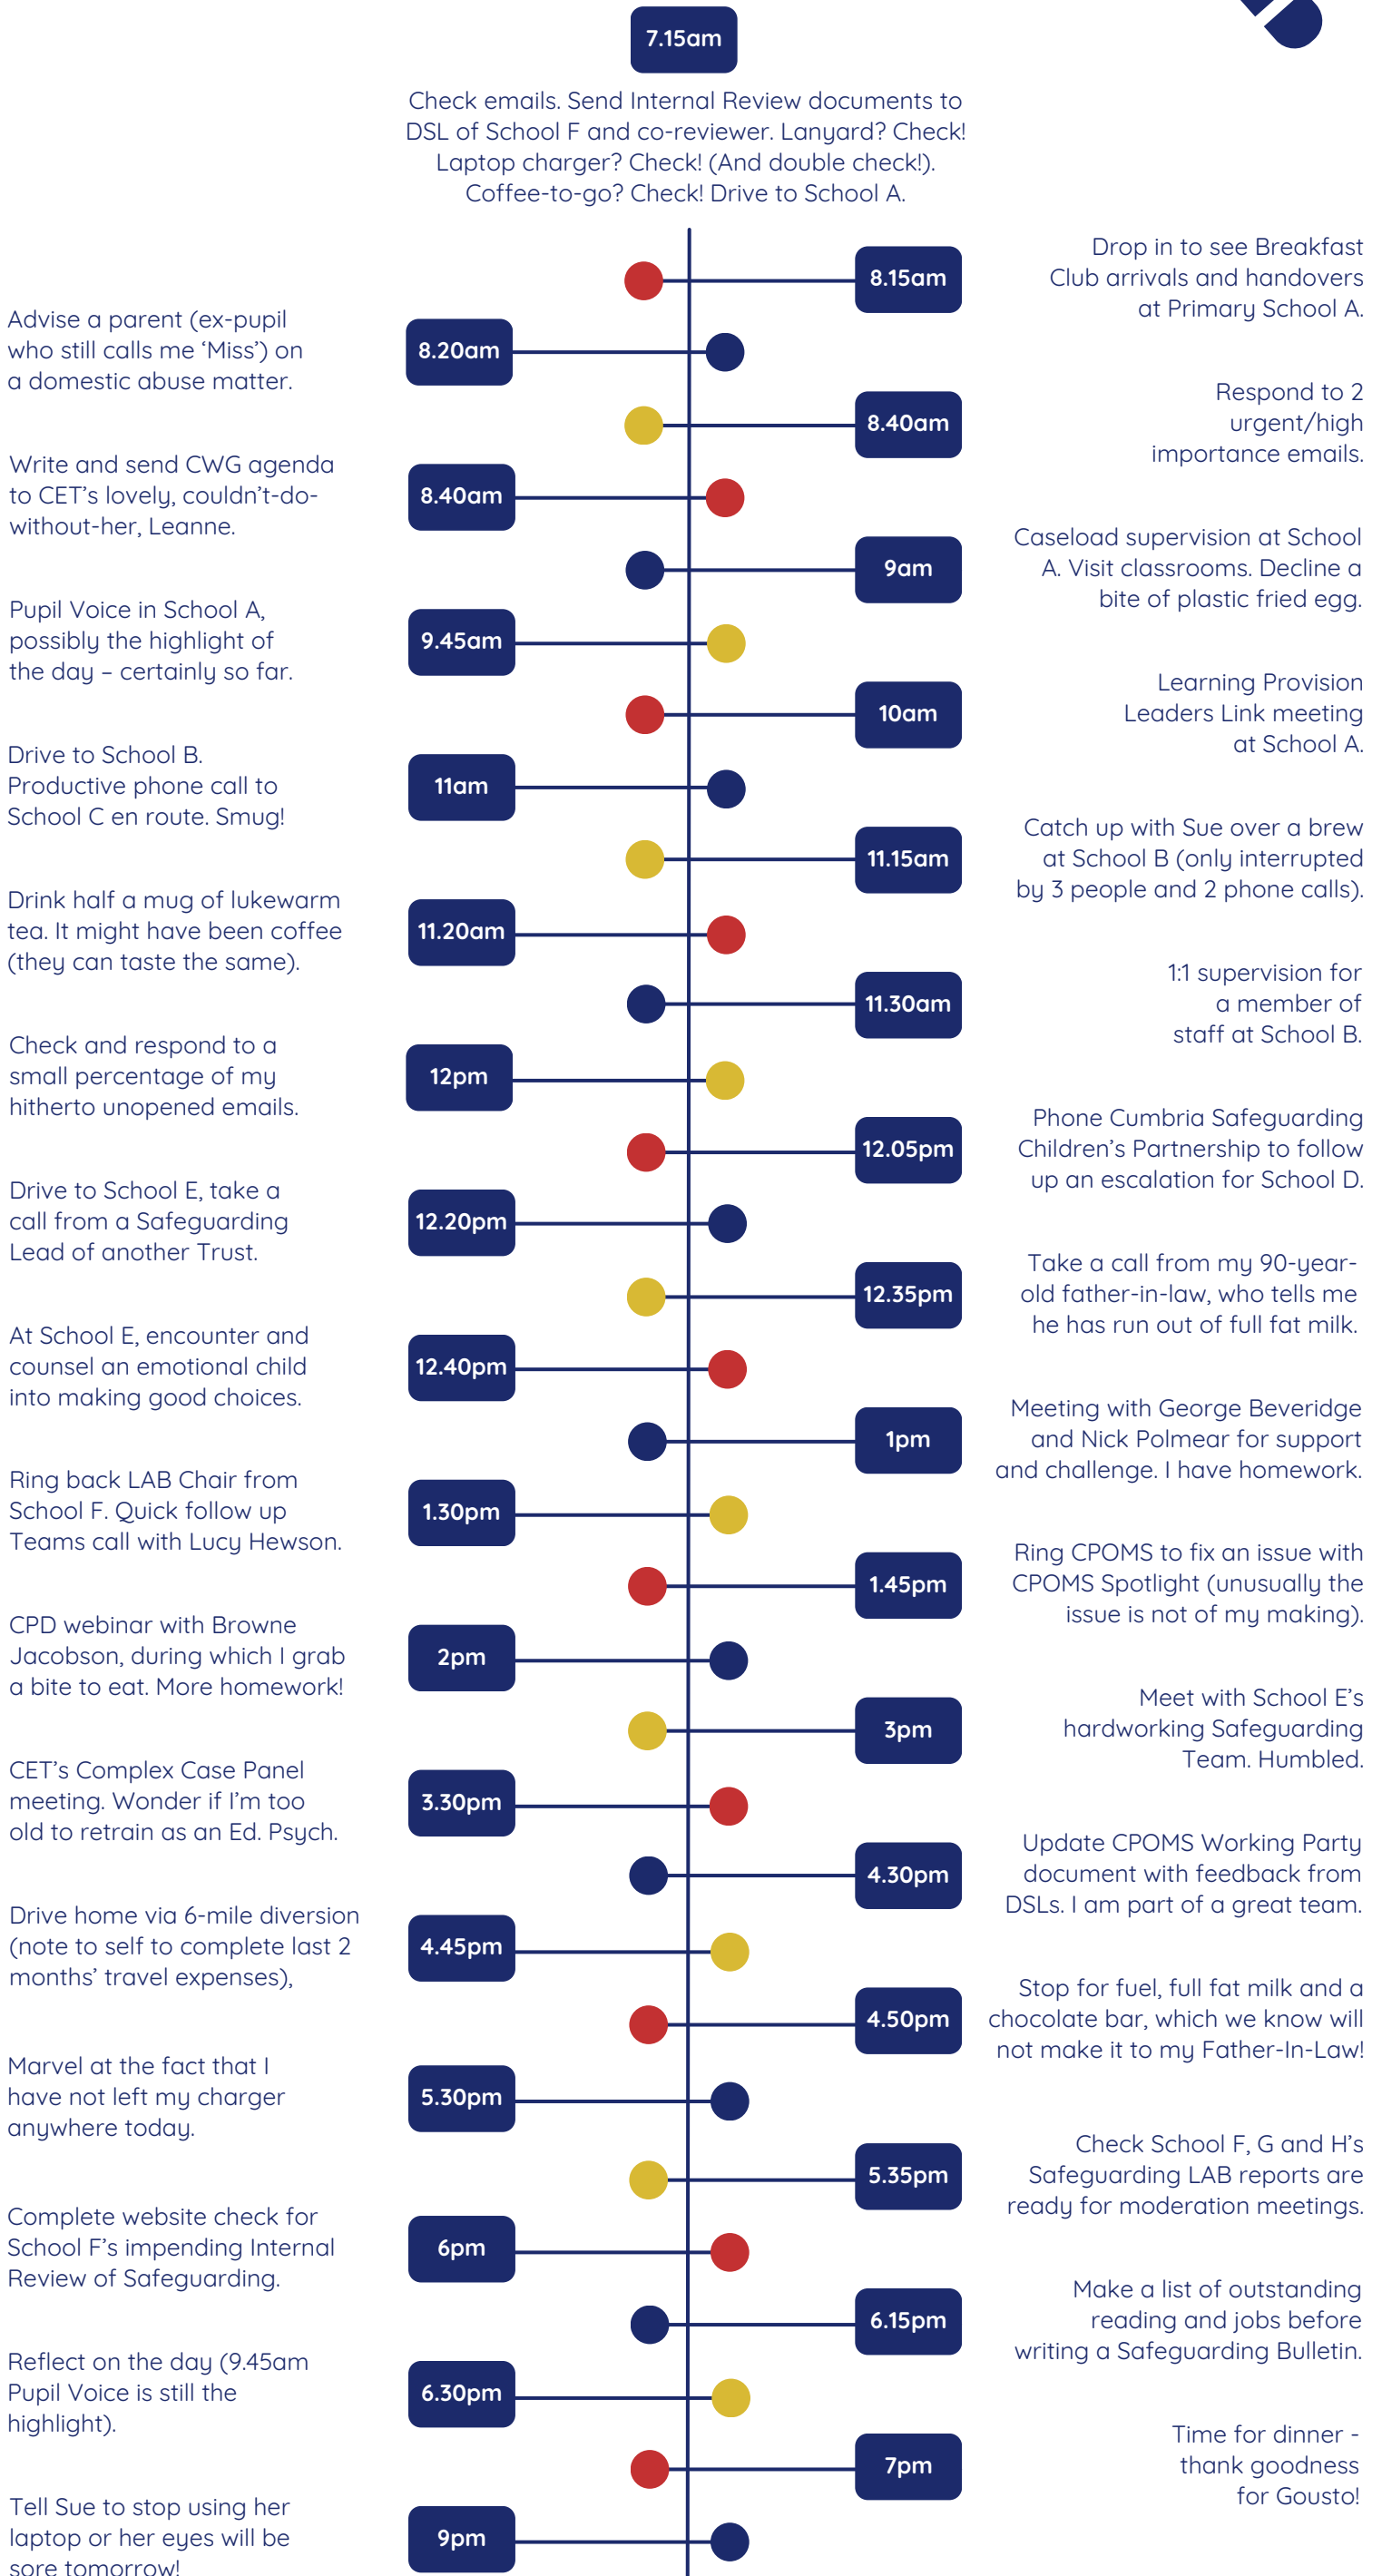 7.15am
Check emails. Send Internal Review documents to
DSL of School F and co-reviewer. Lanyard? Check!
Laptop charger? Check! (And double check!).
Coffee-to-go? Check! Drive to School A.
8.15am
Drop in to see Breakfast
Club arrivals and handovers
at Primary School A.
8.20am
Advise a parent (ex-pupil
who still calls me ‘Miss’) on
a domestic abuse matter.
8.40am
Respond to 2
urgent/high
importance emails.
8.40am
Write and send CWG agenda
to CET’s lovely, couldn’t-do-
without-her, Leanne.
9am
Caseload supervision at School
A. Visit classrooms. Decline a
bite of plastic fried egg.
9.45am
Pupil Voice in School A,
possibly the highlight of
the day – certainly so far.
10am
Learning Provision
Leaders Link meeting
at School A.
11am
Drive to School B.
Productive phone call to
School C en route. Smug!
11.15am
Catch up with Sue over a brew
at School B (only interrupted
by 3 people and 2 phone calls).
11.20am
Drink half a mug of lukewarm
tea. It might have been coffee
(they can taste the same).
11.30am
1:1 supervision for
a member of
staff at School B.
12pm
Check and respond to a
small percentage of my
hitherto unopened emails.
12.05pm
Phone Cumbria Safeguarding
Children’s Partnership to follow
up an escalation for School D.
12.20pm
Drive to School E, take a
call from a Safeguarding
Lead of another Trust.
12.35pm
Take a call from my 90-year-
old father-in-law, who tells me
he has run out of full fat milk.
12.40pm
At School E, encounter and
counsel an emotional child
into making good choices.
1pm
Meeting with George Beveridge
and Nick Polmear for support
and challenge. I have homework.
1.30pm
Ring back LAB Chair from
School F. Quick follow up
Teams call with Lucy Hewson.
1.45pm
Ring CPOMS to fix an issue with
CPOMS Spotlight (unusually the
issue is not of my making).
2pm
CPD webinar with Browne
Jacobson, during which I grab
a bite to eat. More homework!
3pm
Meet with School E’s
hardworking Safeguarding
Team. Humbled.
3.30pm
CET’s Complex Case Panel
meeting. Wonder if I’m too
old to retrain as an Ed. Psych.
4.30pm
Update CPOMS Working Party
document with feedback from
DSLs. I am part of a great team.
4.45pm
Drive home via 6-mile diversion
(note to self to complete last 2
months’ travel expenses),
4.50pm
Stop for fuel, full fat milk and a
chocolate bar, which we know will
not make it to my Father-In-Law!
5.30pm
Marvel at the fact that I
have not left my charger
anywhere today.
5.35pm
Check School F, G and H’s
Safeguarding LAB reports are
ready for moderation meetings.
6pm
Complete website check for
School F’s impending Internal
Review of Safeguarding.
6.15pm
Make a list of outstanding
reading and jobs before
writing a Safeguarding Bulletin.
6.30pm
Reflect on the day (9.45am
Pupil Voice is still the
highlight).
7pm
Time for dinner -
thank goodness
for Gousto!
9pm
Tell Sue to stop using her
laptop or her eyes will be
sore tomorrow!